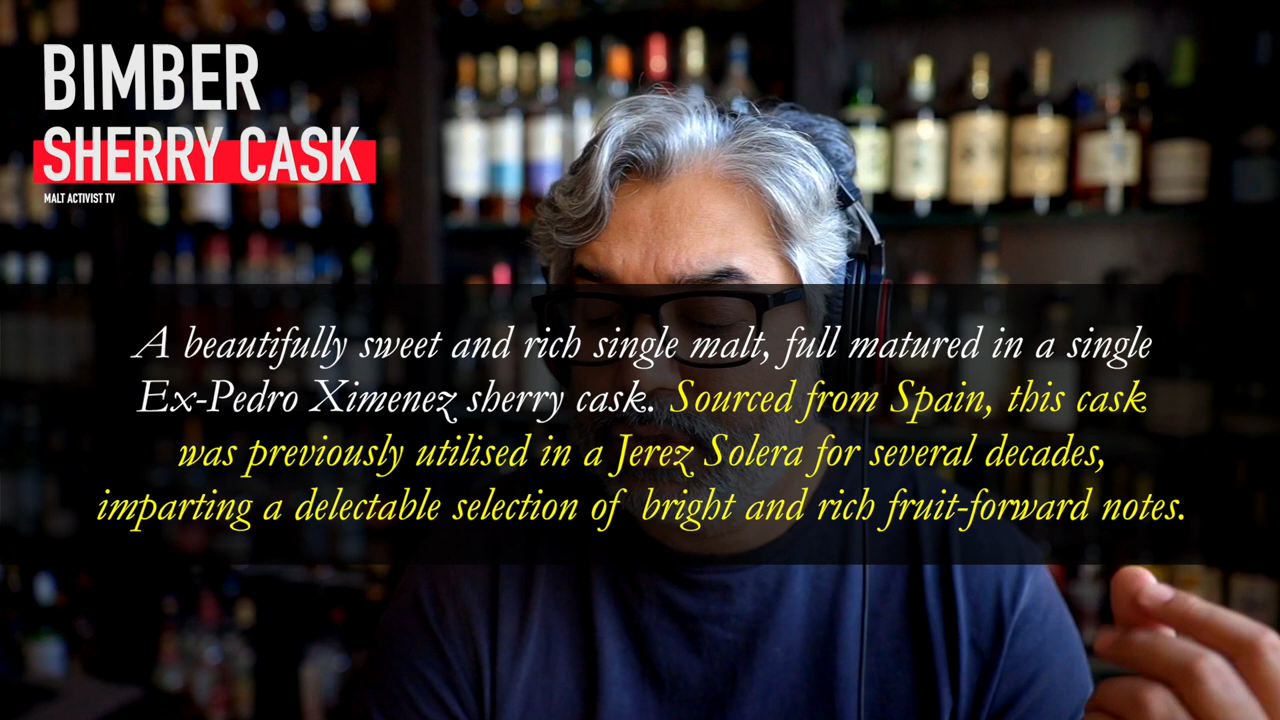 BIMBER
SHERRY CASK
MALT ACTIVIST TV
A beautifully sweet and rich single malt, full matured in a single
Ex-Pedro Ximenez sherry cask. Sourced from Spain, this cask
was previously utilised in a Jerez Solera for several decades,
imparting a delectable selection of bright and rich fruit-forward notes.